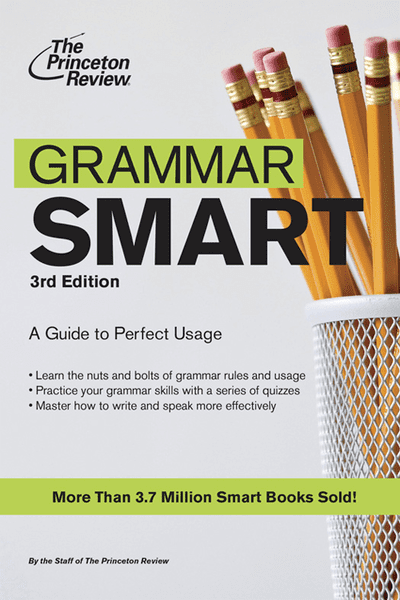 The
Princeton
Review®
GRAMMAR
SMART
3rd Edition
A Guide to Perfect Usage
• Learn the nuts and bolts of grammar rules and usage
• Practice your grammar skills with a series of quizzes
• Master how to write and speak more effectively
More Than 3.7 Million Smart Books Sold!
By the Staff of The Princeton Review